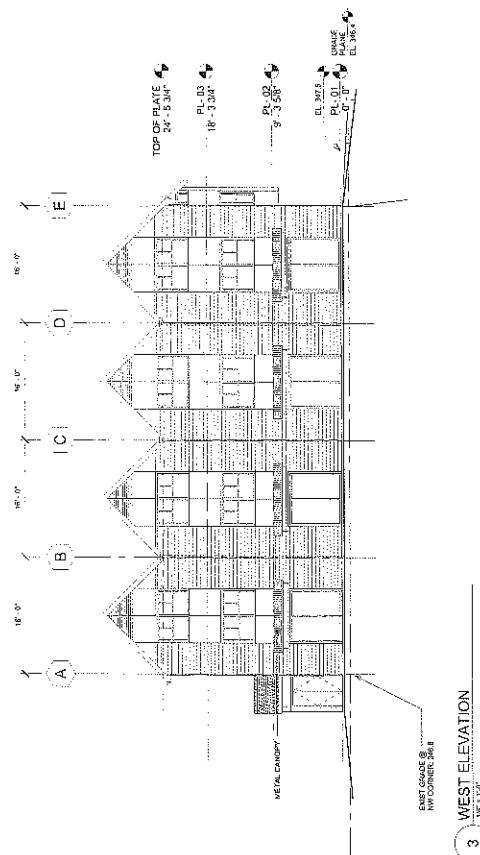 TOP OF PLATE
24' - 5 3/4"
PL- 03
18' - 3 3/4"
PL- 02
9' - 3 5/8"
EL 347.5
PL- 01
0' - 0"
GRADE
PLANE
EL 346.4
E
D
C
B
A
16' - 0"
16' - 0"
16' - 0"
16' - 0"
METAL CANOPY
EXIST GRADE @
NW CORNER:
3
WEST ELEVATION